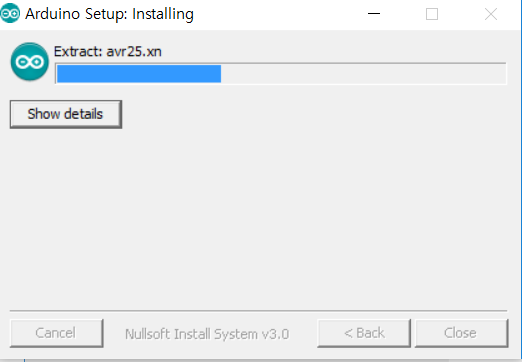 Arduino Setup: Installing
Extract: avr25.xn
Show details
Cancel
Nullsoft Install System v3.0
< Back
Close